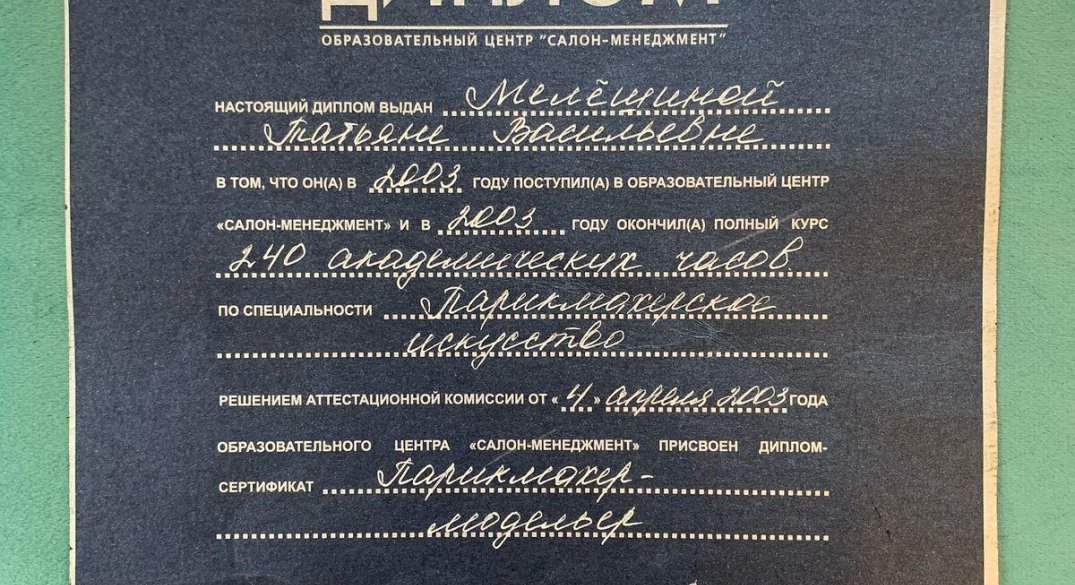 ДИПЛОМ
ОБРАЗОВАТЕЛЬНЫЙ ЦЕНТР "САЛОН-МЕНЕДЖМЕНТ"
НАСТОЯЩИЙ ДИПЛОМ ВЫДАН Мелёшиной
Татьяне Васильевне
В ТОМ, ЧТО ОН(А) В 2003 ГОДУ ПОСТУПИЛ(А) В ОБРАЗОВАТЕЛЬНЫЙ ЦЕНТР
«САЛОН-МЕНЕДЖМЕНТ» И В 2003 ГОДУ ОКОНЧИЛ(А) ПОЛНЫЙ КУРС
240 академических часов
ПО СПЕЦИАЛЬНОСТИ Парикмахерское
искусство
РЕШЕНИЕМ АТТЕСТАЦИОННОЙ КОМИССИИ ОТ «4» апреля 2003 ГОДА
ОБРАЗОВАТЕЛЬНОГО ЦЕНТРА «САЛОН-МЕНЕДЖМЕНТ» ПРИСВОЕН ДИПЛОМ-
СЕРТИФИКАТ Парикмахер-
модельер